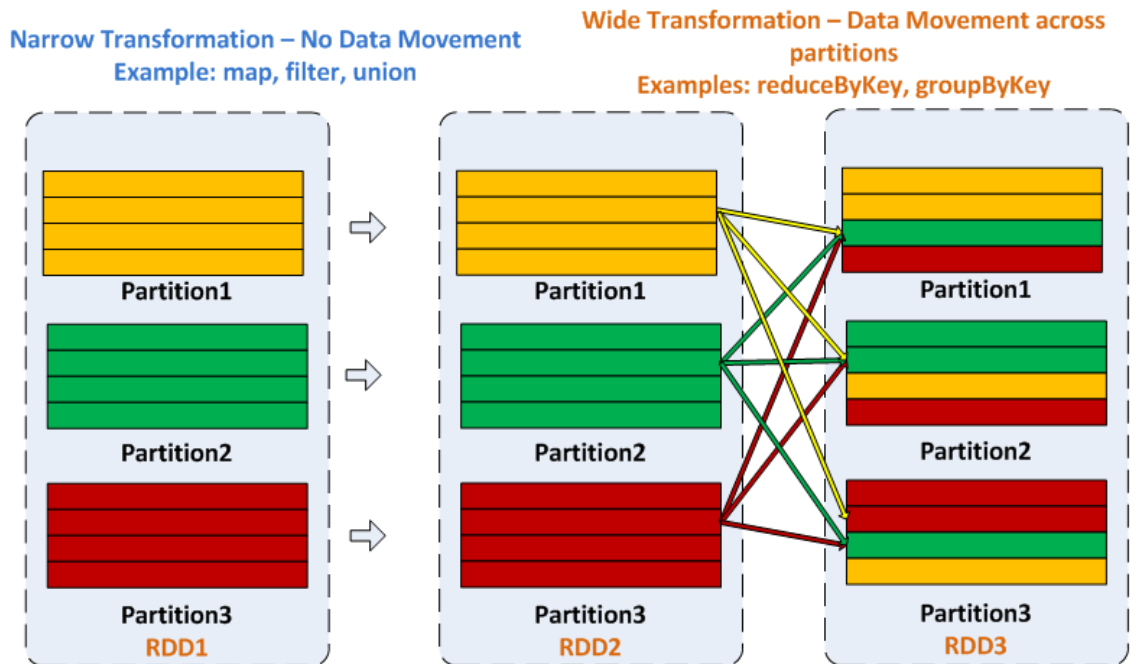 Narrow Transformation – No Data Movement
Example: map, filter, union
Wide Transformation – Data Movement across
partitions
Examples: reduceByKey, groupByKey
Partition1
Partition2
Partition3
RDD1
Partition1
Partition2
Partition3
RDD2
Partition1
Partition2
Partition3
RDD3